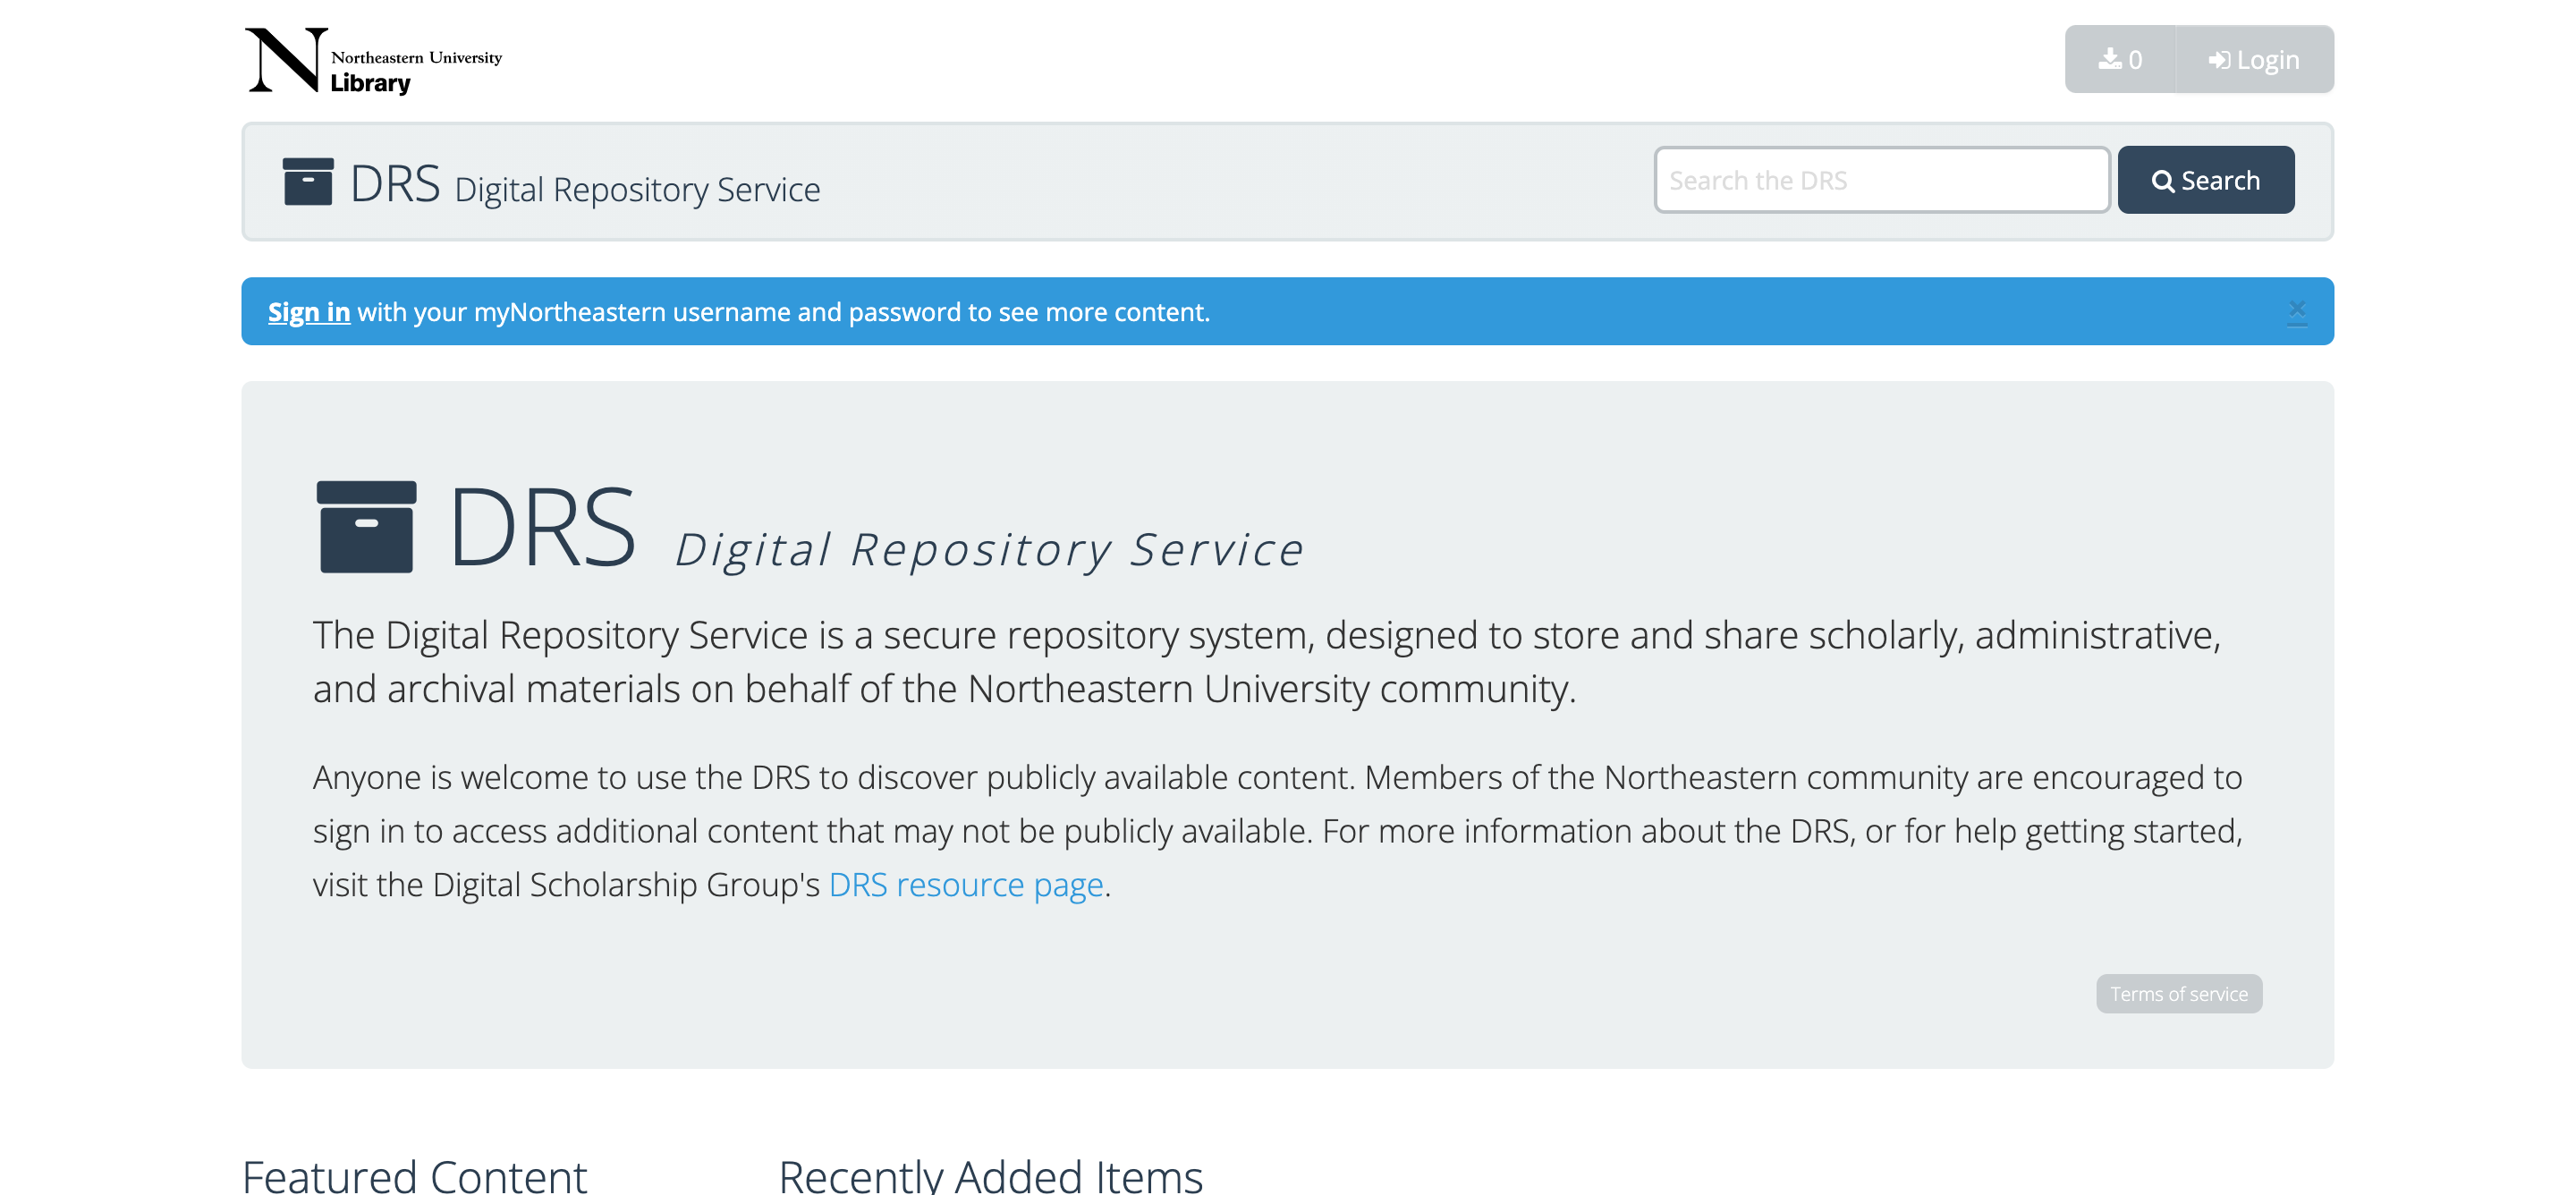 N Northeastern University
Library
0
Login
DRS Digital Repository Service
Search the DRS
Search
Sign in with your myNortheastern username and password to see more content.
×
DRS Digital Repository Service
The Digital Repository Service is a secure repository system, designed to store and share scholarly, administrative,
and archival materials on behalf of the Northeastern University community.
Anyone is welcome to use the DRS to discover publicly available content. Members of the Northeastern community are encouraged to
sign in to access additional content that may not be publicly available. For more information about the DRS, or for help getting started,
visit the Digital Scholarship Group's DRS resource page.
Terms of service
Featured Content
Recently Added Items